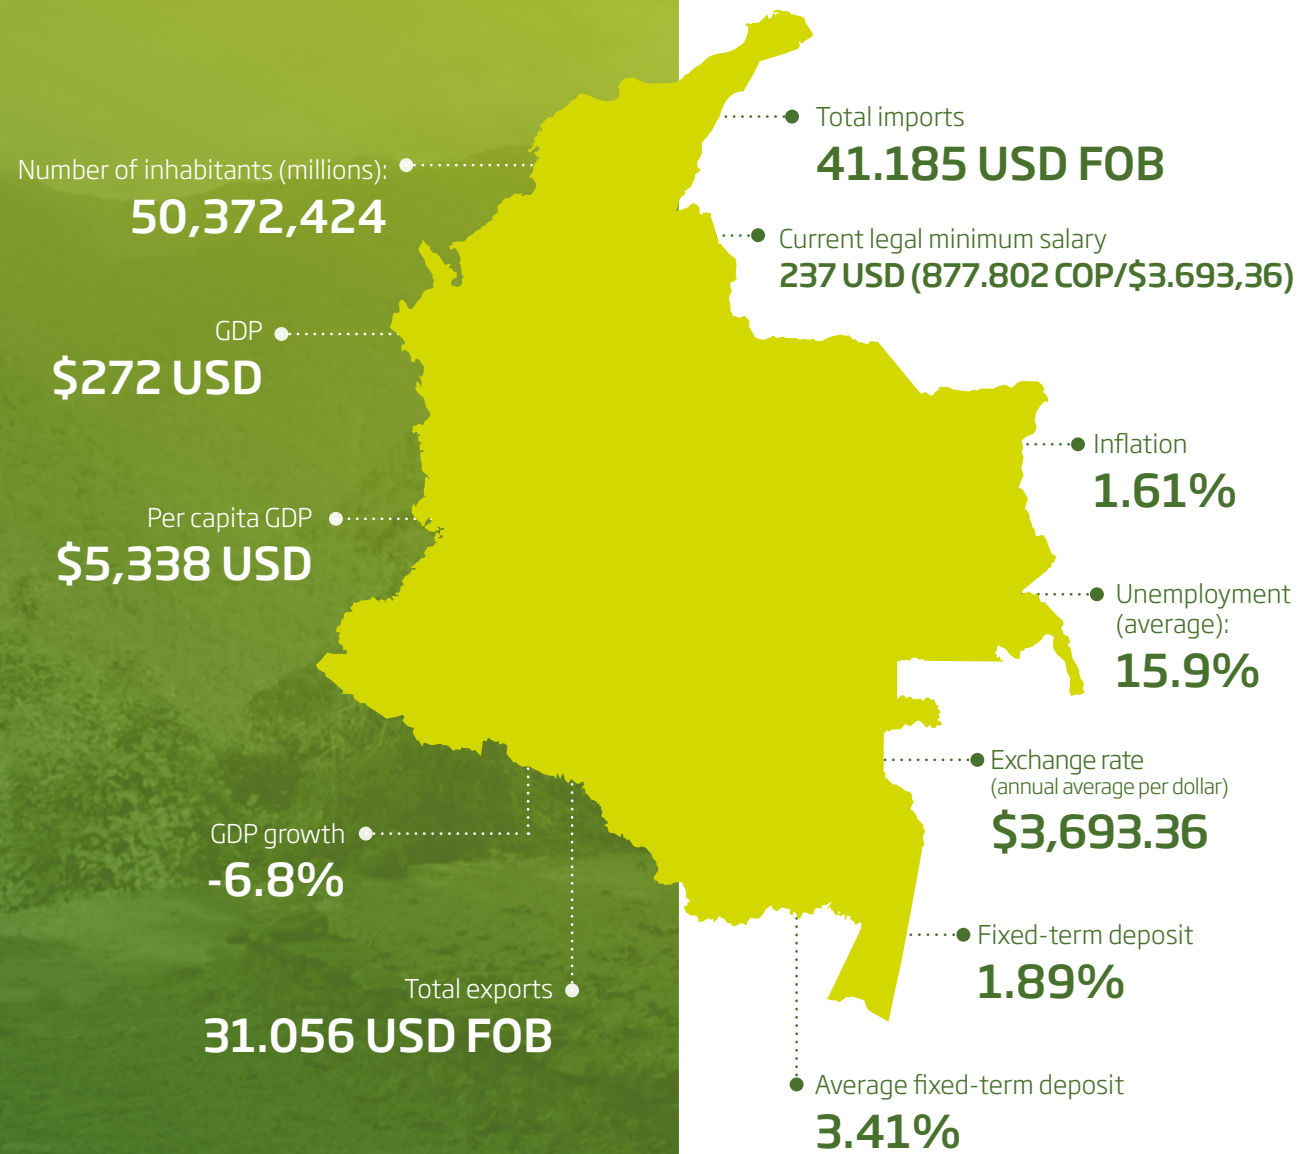 Number of inhabitants (millions):
50,372,424
GDP
$272 USD
Per capita GDP
$5,338 USD
GDP growth
-6.8%
Total exports
31.056 USD FOB
Total imports
41.185 USD FOB
Current legal minimum salary
237 USD (877.802 COP/$3.693,36)
Inflation
1.61%
Unemployment
(average):
15.9%
Exchange rate
(annual average per dollar)
$3,693.36
Fixed-term deposit
1.89%
Average fixed-term deposit
3.41%